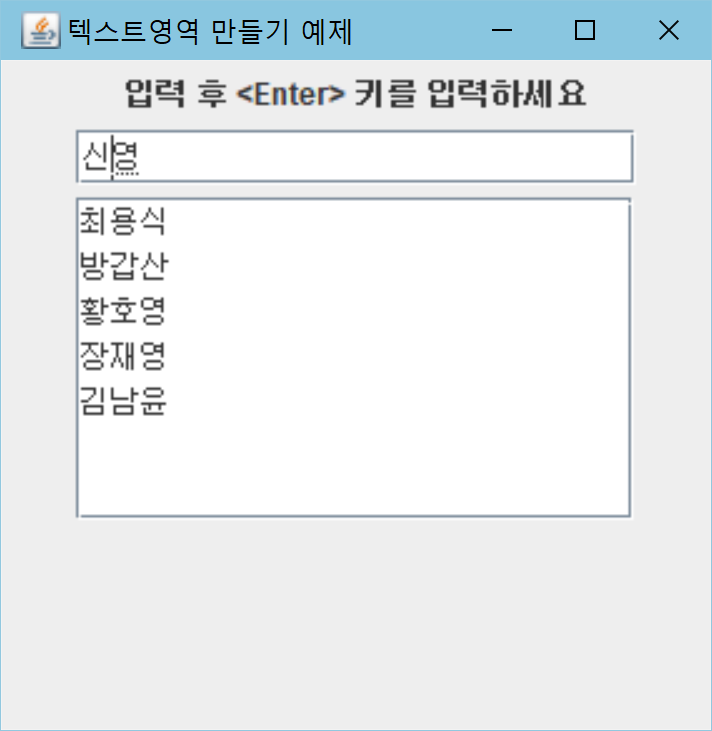 텍스트영역 만들기 예제
입력 후 <Enter> 키를 입력하세요
신영
최용식
방갑산
황호영
장재영
김남윤